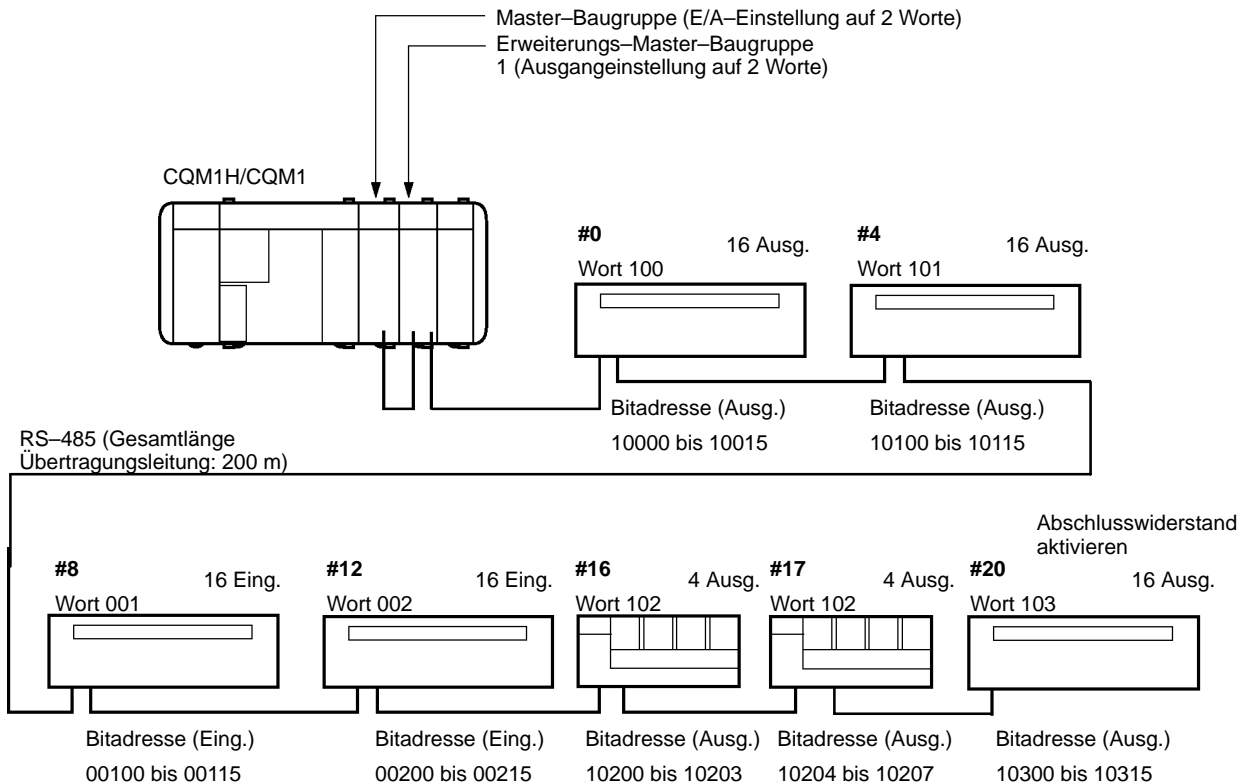 Master–Baugruppe (E/A–Einstellung auf 2 Worte)
Erweiterungs–Master–Baugruppe
1 (Ausgangeinstellung auf 2 Worte)
CQM1H/CQM1
#0
16 Ausg.
Wort 100
#4
16 Ausg.
Wort 101
Bitadresse (Ausg.)
10000 bis 10015
Bitadresse (Ausg.)
10100 bis 10115
RS–485 (Gesamtlänge
Übertragungsleitung: 200 m)
Abschlusswiderstand
aktivieren
#8
16 Eing.
Wort 001
#12
16 Eing.
Wort 002
#16
4 Ausg.
Wort 102
#17
4 Ausg.
Wort 102
#20
16 Ausg.
Wort 103
Bitadresse (Eing.)
00100 bis 00115
Bitadresse (Eing.)
00200 bis 00215
Bitadresse (Ausg.)
10200 bis 10203
Bitadresse (Ausg.)
10204 bis 10207
Bitadresse (Ausg.)
10300 bis 10315